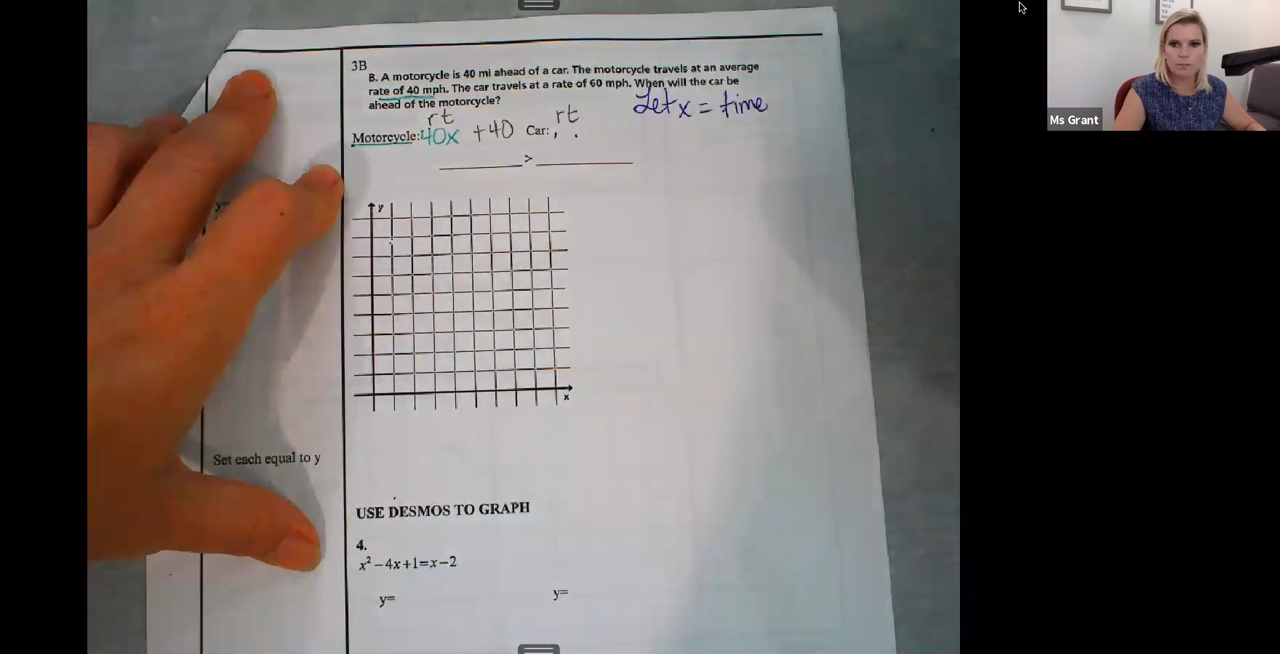 3B
B. A motorcycle is 40 mi ahead of a car. The motorcycle travels at an average
rate of 40 mph. The car travels at a rate of 60 mph. When will the car be
ahead of the motorcycle?
Let x = time
rt rt
Motorcycle: 40x +40 Car:
>
y
x
y=
Set each equal to y
USE DESMOS TO GRAPH
4.
x² – 4x+1=x–2
y= y=
Ms Grant